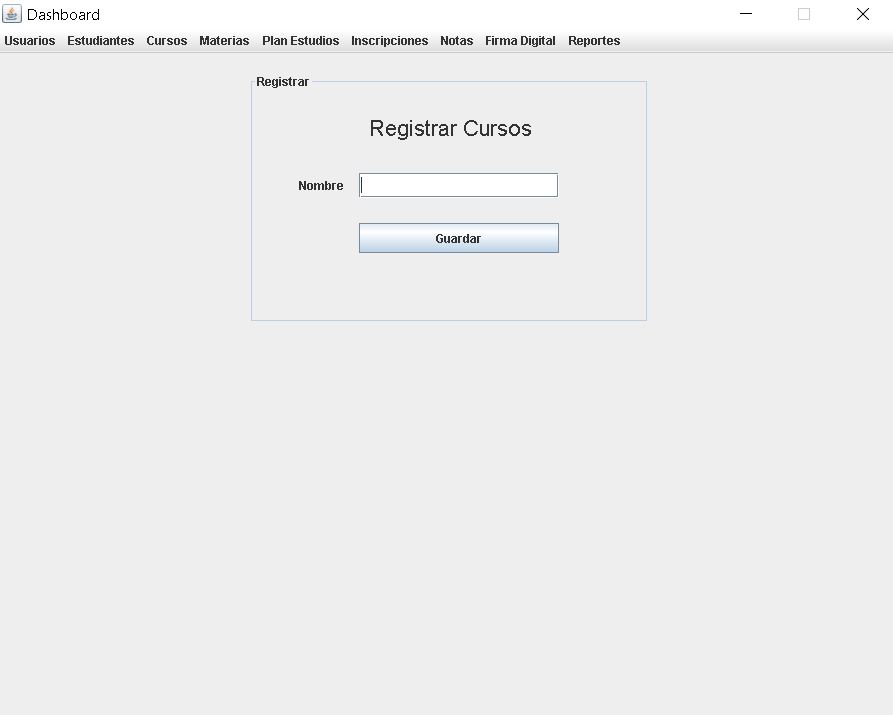 Dashboard
Usuarios Estudiantes Cursos Materias Plan Estudios Inscripciones Notas Firma Digital Reportes
Registrar
Registrar Cursos
Nombre
Guardar